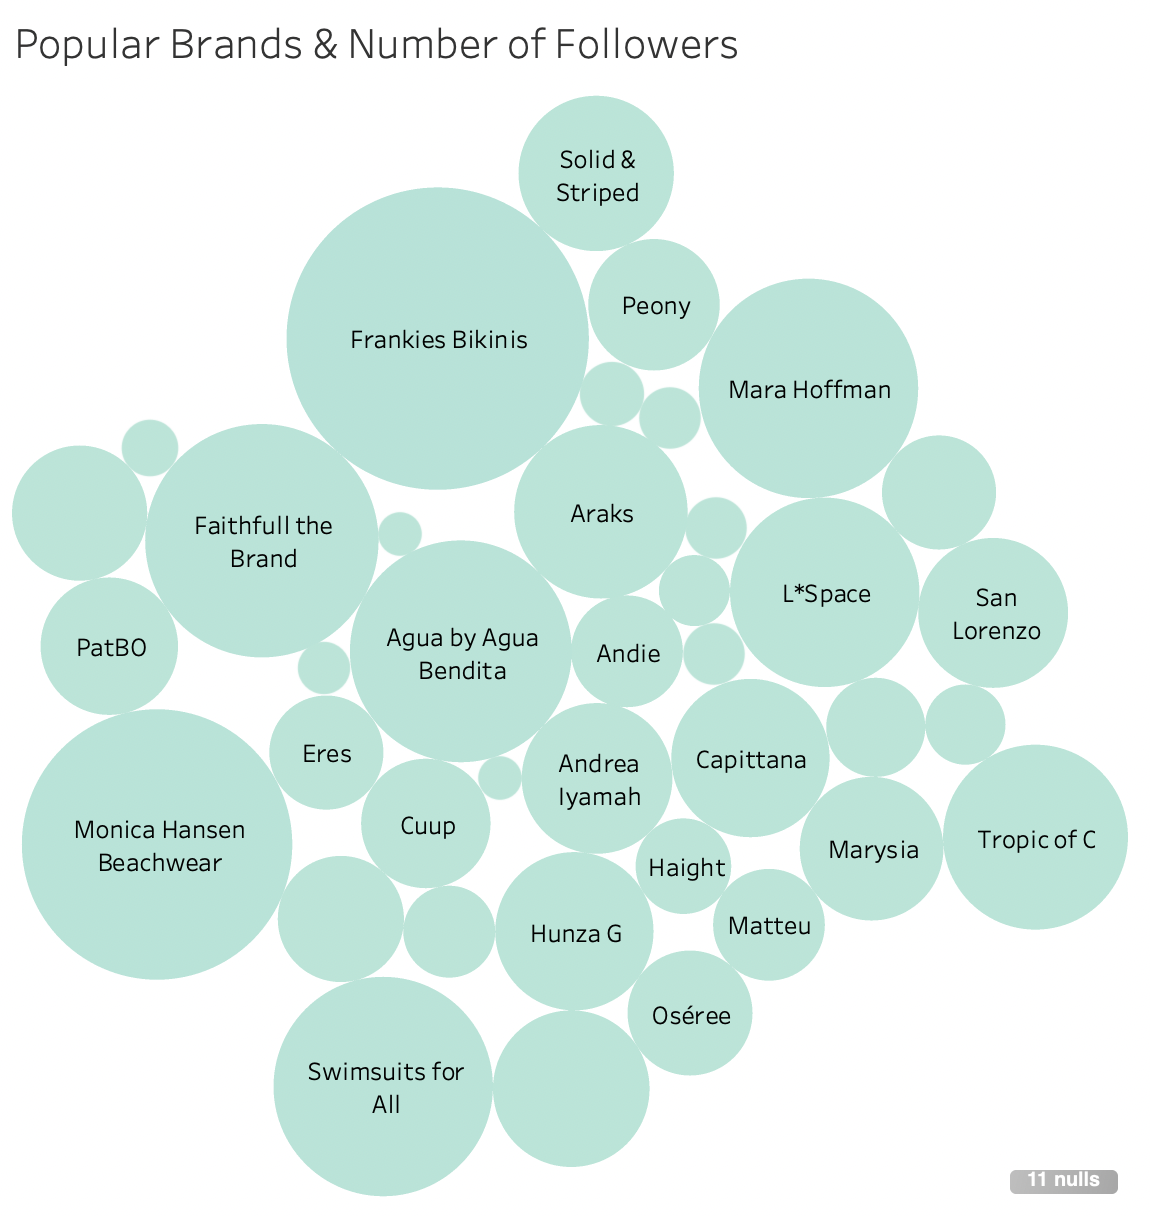 Popular Brands & Number of Followers
Solid &
Striped
Peony
Frankies Bikinis
Mara Hoffman
Araks
Faithfull the
Brand
L*Space
San
Lorenzo
PatBO
Agua by Agua
Bendita
Andie
Eres
Andrea
Iyamah
Capittana
Cuup
Monica Hansen
Beachwear
Tropic of C
Marysia
Haight
Matteu
Hunza G
Oséree
Swimsuits for
All
11 nulls